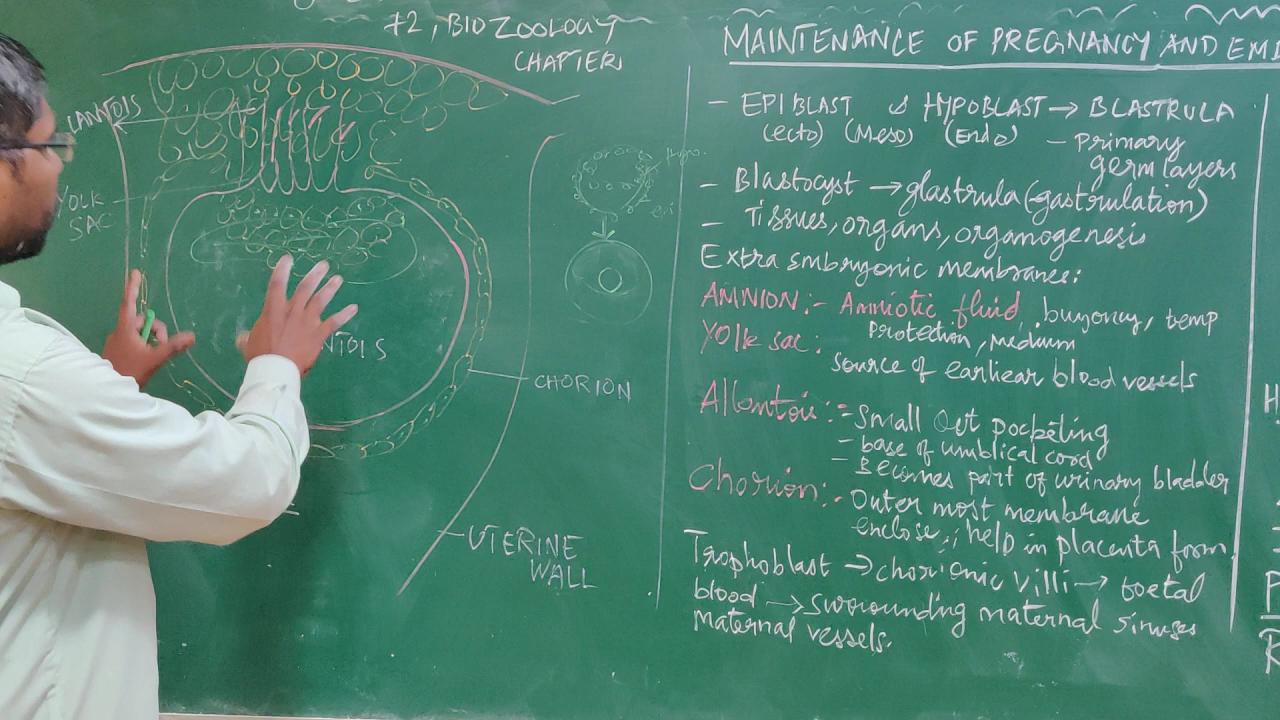 +2, BIO ZOOLOGY
CHAPTER
LANTOIS
YOLK
SAC
NTOIS
CHORION
UTERINE
WALL
MAINTENANCE OF PREGNANCY AND EMB
- EPIBLAST & HYPOBLAST → BLASTRULA
(ecto) (Meso) (Endo) - primary
germ layers
- Blastocyst → glastrula (gastrulation)
- Tissues, organs, organogenesis
Extra embryonic membranes:
AMNION:- Amniotic fluid, buyoncy, temp
Protection, medium
Yolk sac:
source of earliear blood vessels
Allantois:- Small Out pocketing
- base of umblical cord
- Becomes part of urinary bladder
Chorion:- Outer most membrane
enclose; help in placenta form
Trophoblast → chorionic villi → foetal
blood → surrounding maternal sinuses
maternal vessels.
H
P
R